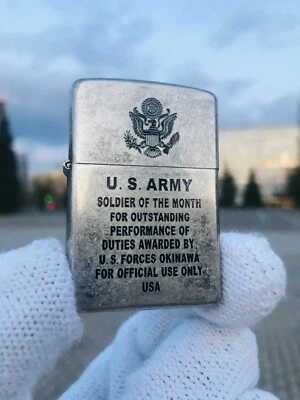 U. S. ARMY
SOLDIER OF THE MONTH
FOR OUTSTANDING
PERFORMANCE OF
DUTIES AWARDED BY
U. S. FORCES OKINAWA
FOR OFFICIAL USE ONLY
USA